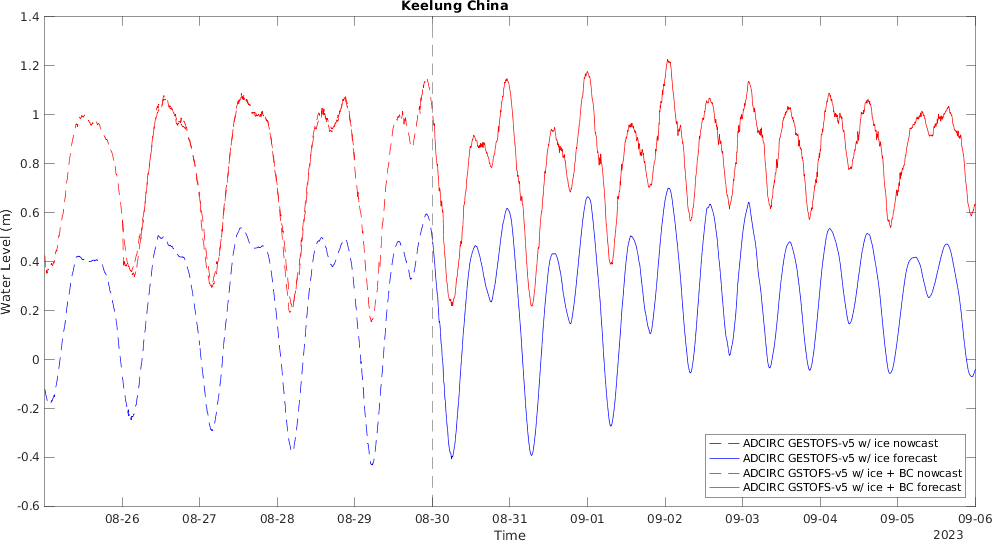 Keelung China
1.4
1.2
1
0.8
0.6
0.4
0.2
0
-0.2
-0.4
-0.6
Water Level (m)
ADCIRC GESTOFS-v5 w/ ice nowcast
ADCIRC GESTOFS-v5 w/ ice forecast
ADCIRC GSTOFS-v5 w/ ice + BC nowcast
ADCIRC GSTOFS-v5 w/ ice + BC forecast
08-26 08-27 08-28 08-29 08-30 08-31 09-01 09-02 09-03 09-04 09-05 09-06
Time
2023